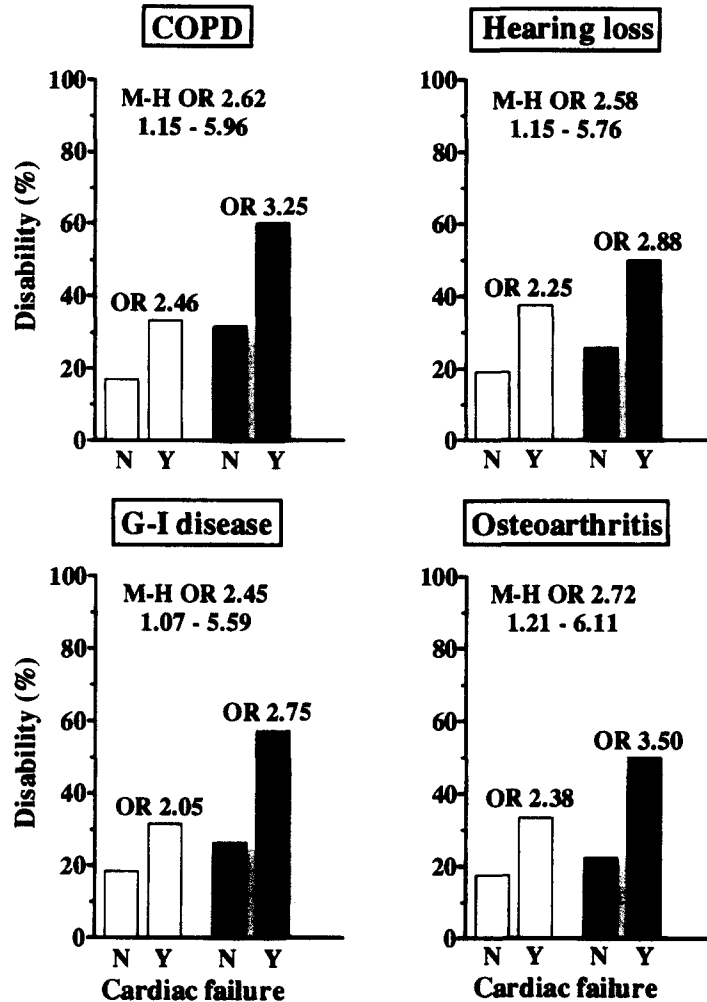 COPD
Disability (%)
100
80
60
40
20
0
M-H OR 2.62
1.15 - 5.96
OR 2.46
OR 3.25
N Y N Y
Hearing loss
100
80
60
40
20
0
M-H OR 2.58
1.15 - 5.76
OR 2.25
OR 2.88
N Y N Y
G-I disease
Disability (%)
100
80
60
40
20
0
M-H OR 2.45
1.07 - 5.59
OR 2.05
OR 2.75
N Y N Y
Cardiac failure
Osteoarthritis
100
80
60
40
20
0
M-H OR 2.72
1.21 - 6.11
OR 2.38
OR 3.50
N Y N Y
Cardiac failure